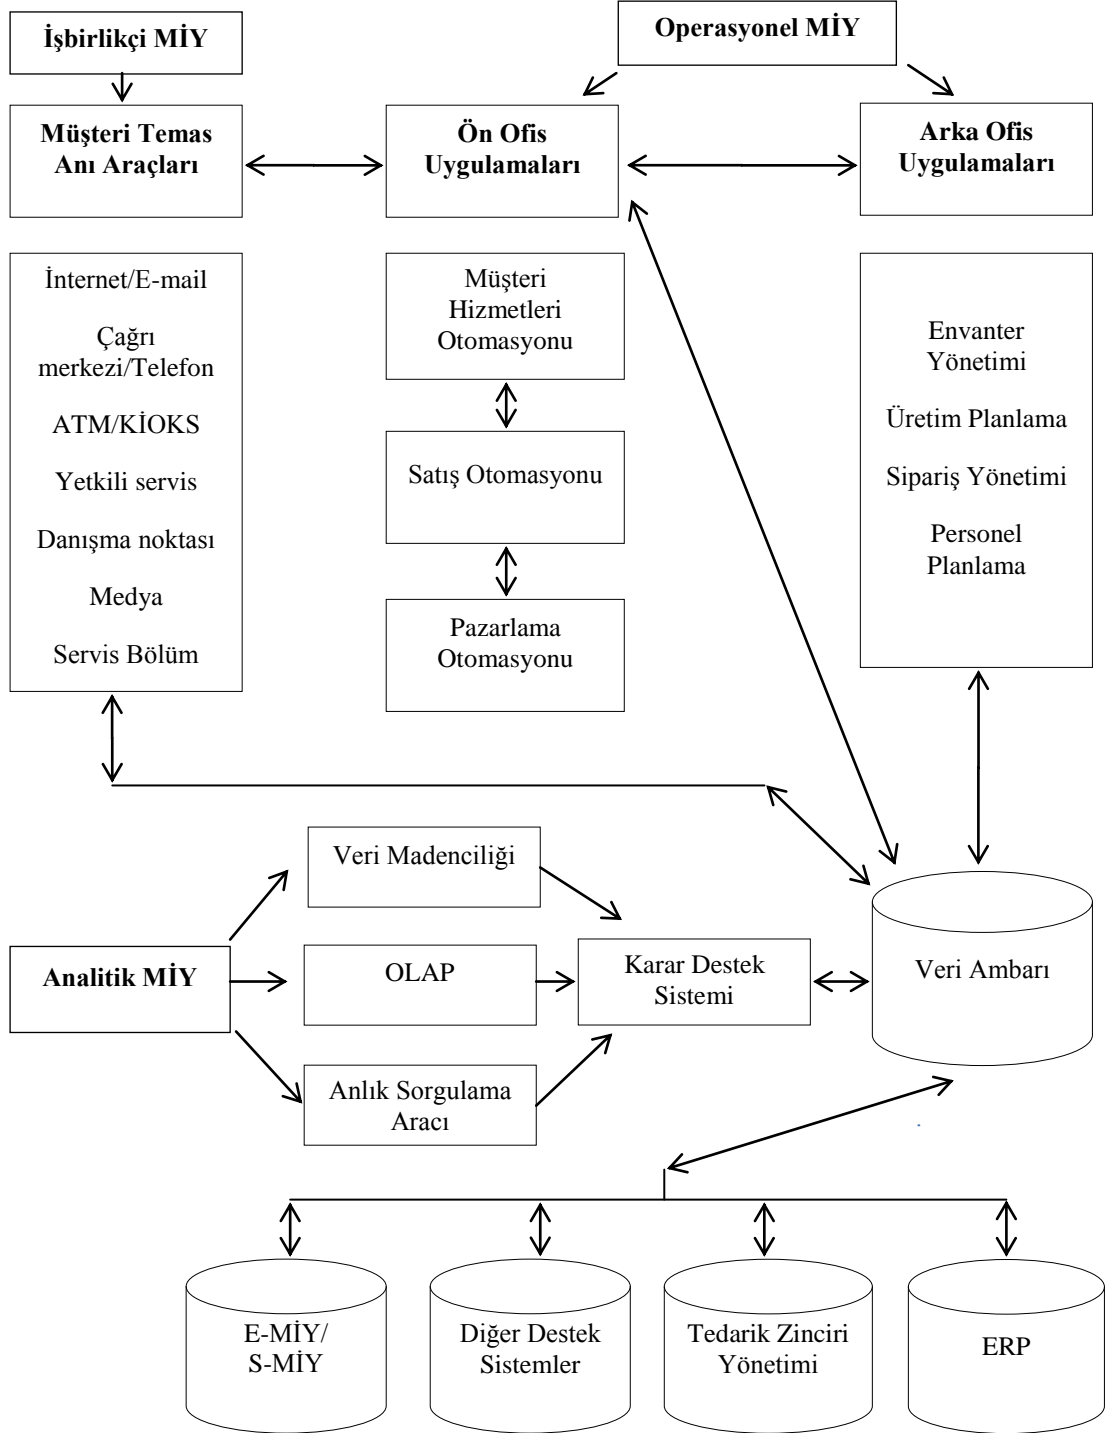 İşbirlikçi MİY
Operasyonel MİY
Müşteri Temas
Anı Araçları
Ön Ofis
Uygulamaları
Arka Ofis
Uygulamaları
İnternet/E-mail
Çağrı
merkezi/Telefon
ATM/KİOKS
Yetkili servis
Danışma noktası
Medya
Servis Bölüm
Müşteri
Hizmetleri
Otomasyonu
Satış Otomasyonu
Pazarlama
Otomasyonu
Envanter
Yönetimi
Üretim Planlama
Sipariş Yönetimi
Personel
Planlama
Analitik MİY
Veri Madenciliği
OLAP
Anlık Sorgulama
Aracı
Karar Destek
Sistemi
Veri Ambarı
E-MİY/
S-MİY
Diğer Destek
Sistemler
Tedarik Zinciri
Yönetimi
ERP